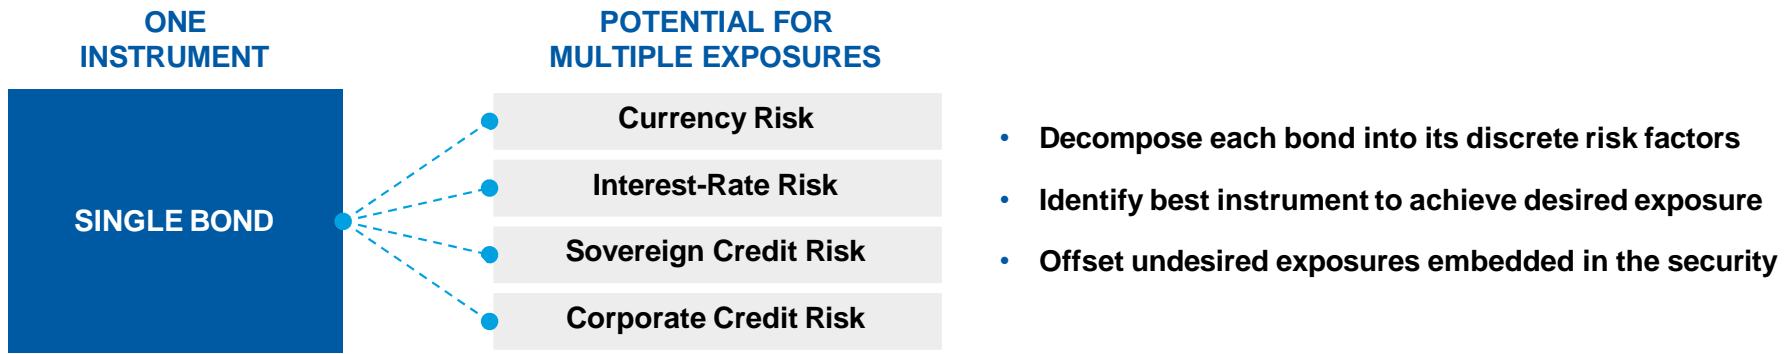 ONE
INSTRUMENT
POTENTIAL FOR
MULTIPLE EXPOSURES
SINGLE BOND
Currency Risk
Interest-Rate Risk
Sovereign Credit Risk
Corporate Credit Risk
• Decompose each bond into its discrete risk factors
• Identify best instrument to achieve desired exposure
• Offset undesired exposures embedded in the security